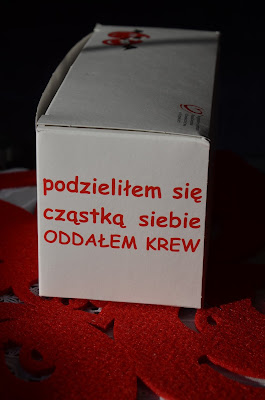 podzieliłem się
cząstką siebie
ODDAŁEM KREW